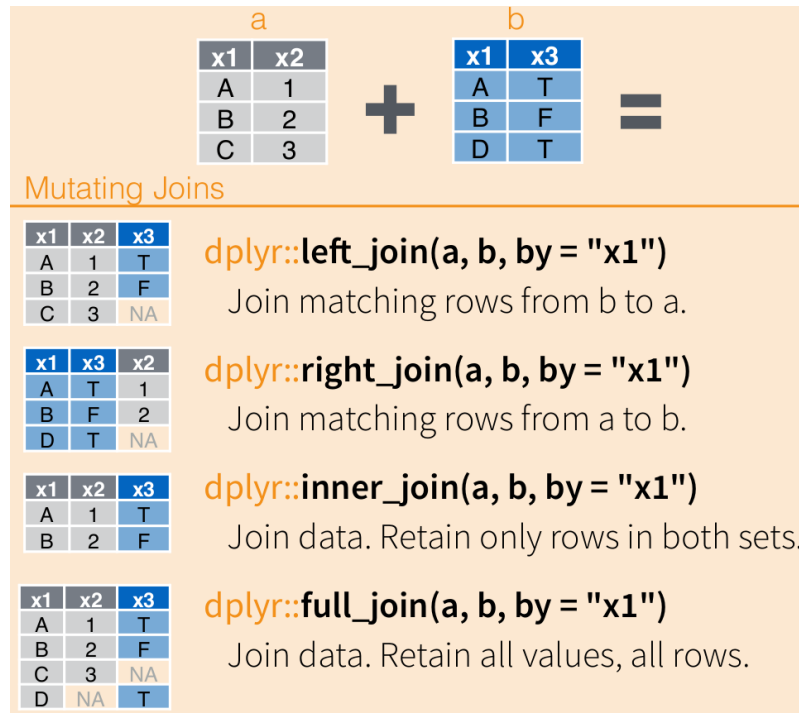 a b
x1 x2 x1 x3
A 1 A T
B 2 + B F =
C 3 D T
Mutating Joins
x1 x2 x3
A 1 T
B 2 F
C 3 NA
dplyr::left_join(a, b, by = "x1")
Join matching rows from b to a.
x1 x3 x2
A T 1
B F 2
D T NA
dplyr::right_join(a, b, by = "x1")
Join matching rows from a to b.
x1 x2 x3
A 1 T
B 2 F
dplyr::inner_join(a, b, by = "x1")
Join data. Retain only rows in both sets.
x1 x2 x3
A 1 T
B 2 F
C 3 NA
D NA T
dplyr::full_join(a, b, by = "x1")
Join data. Retain all values, all rows.